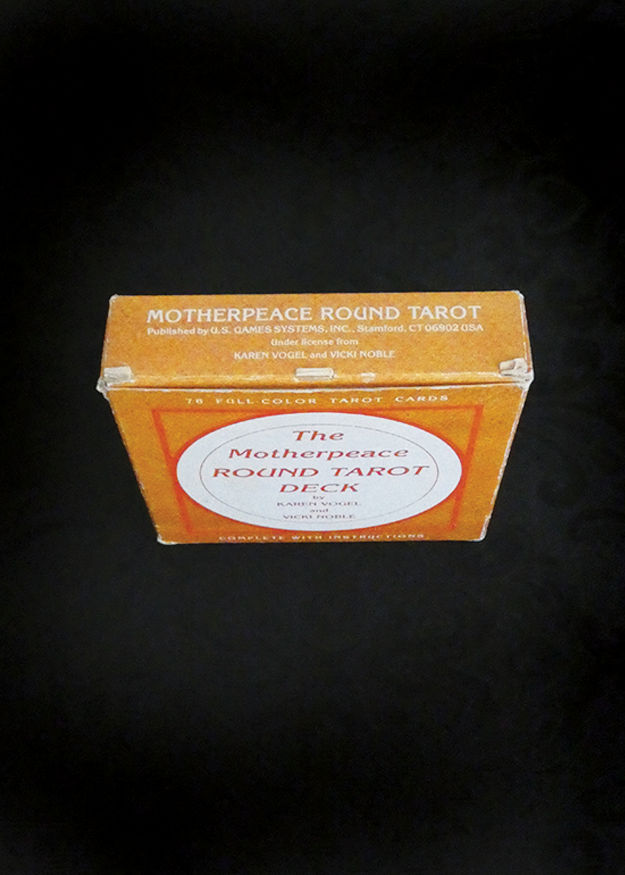 MOTHERPEACE ROUND TAROT
Published by U.S. GAMES SYSTEMS, INC., Stamford, CT 06902 USA
Under license from
KAREN VOGEL and VICKI NOBLE
78 FULL-COLOR TAROT CARDS
The
Motherpeace
ROUND TAROT
DECK
by
KAREN VOGEL
and
VICKI NOBLE
COMPLETE WITH INSTRUCTIONS